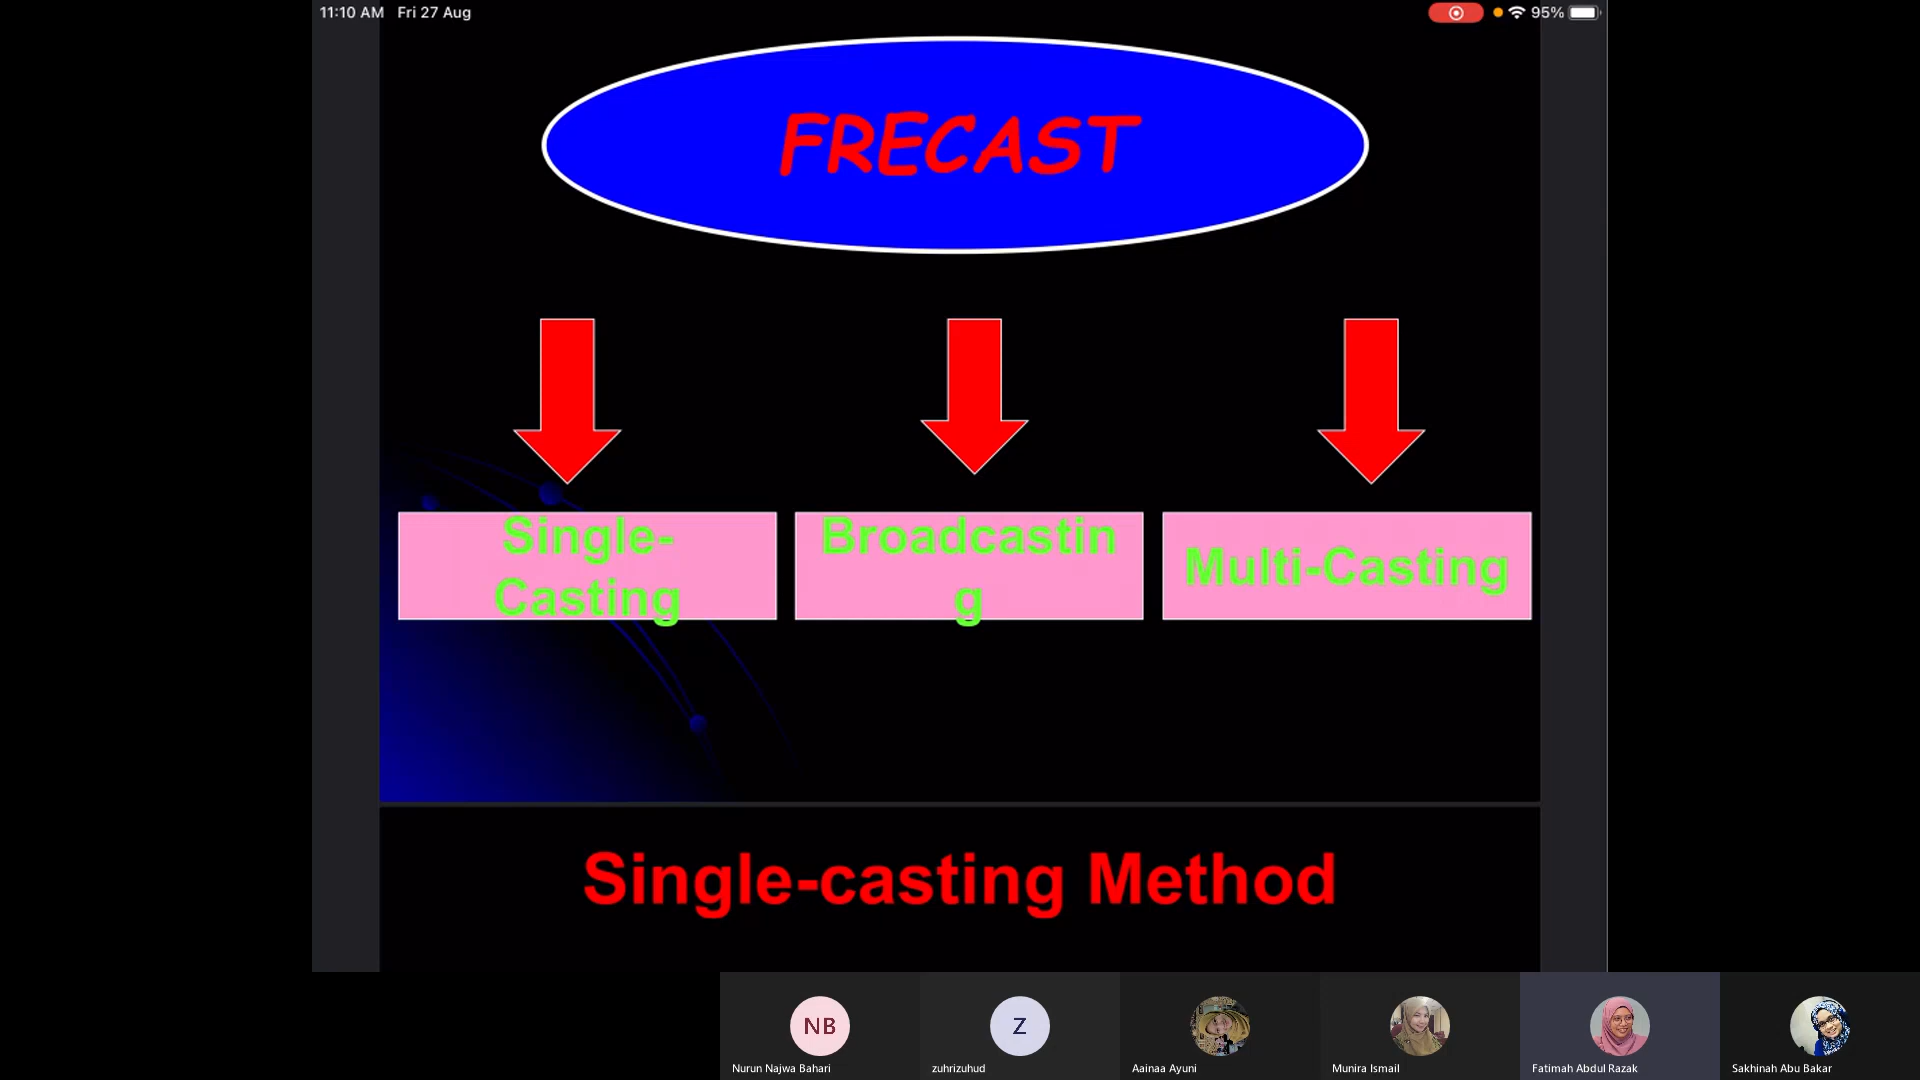 11:10 AM Fri 27 Aug
95%
FRECAST
Single-
Casting
Broadcastin
g
Multi-Casting
Single-casting Method
NB
Z
Nurun Najwa Bahari
zuhrizuhud
Aainaa Ayuni
Munira Ismail
Fatimah Abdul Razak
Sakhinah Abu Bakar